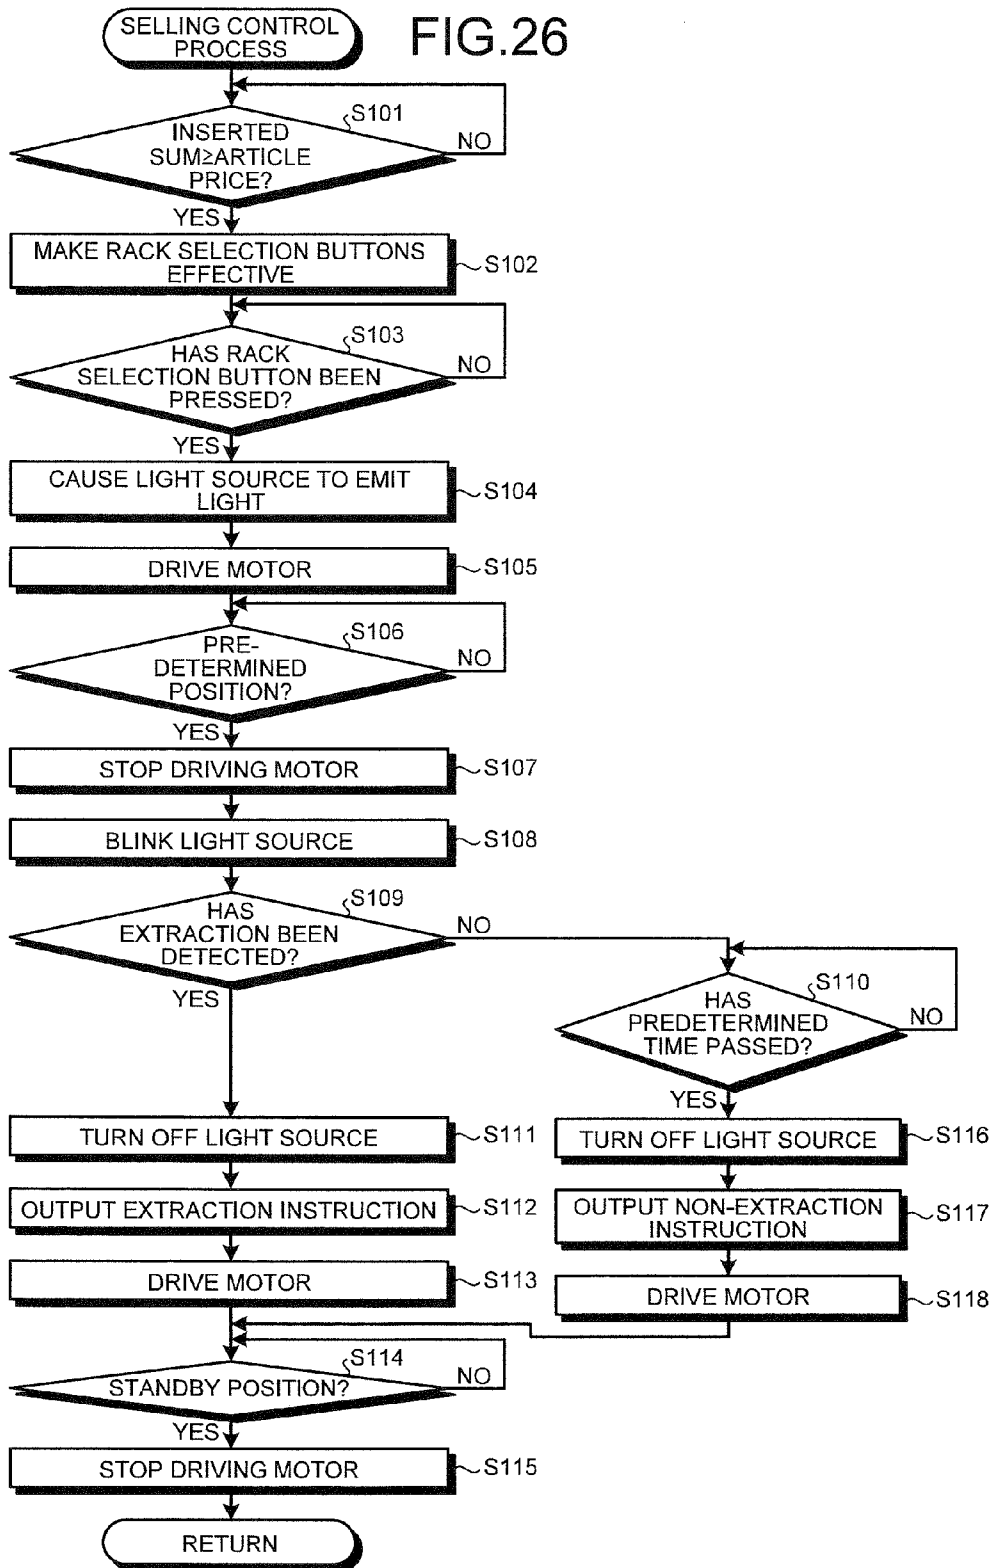 SELLING CONTROL
PROCESS
FIG.26
S101
INSERTED
SUM≥ARTICLE
PRICE?
NO
YES
MAKE RACK SELECTION BUTTONS
EFFECTIVE
S102
S103
HAS RACK
SELECTION BUTTON BEEN
PRESSED?
NO
YES
CAUSE LIGHT SOURCE TO EMIT
LIGHT
S104
DRIVE MOTOR
S105
S106
PRE-
DETERMINED
POSITION?
NO
YES
STOP DRIVING MOTOR
S107
BLINK LIGHT SOURCE
S108
S109
HAS
EXTRACTION BEEN
DETECTED?
NO
YES
S110
HAS
PREDETERMINED
TIME PASSED?
NO
YES
TURN OFF LIGHT SOURCE
S111
TURN OFF LIGHT SOURCE
S116
OUTPUT EXTRACTION INSTRUCTION
S112
OUTPUT NON-EXTRACTION
INSTRUCTION
S117
DRIVE MOTOR
S113
DRIVE MOTOR
S118
S114
STANDBY POSITION?
NO
YES
STOP DRIVING MOTOR
S115
RETURN